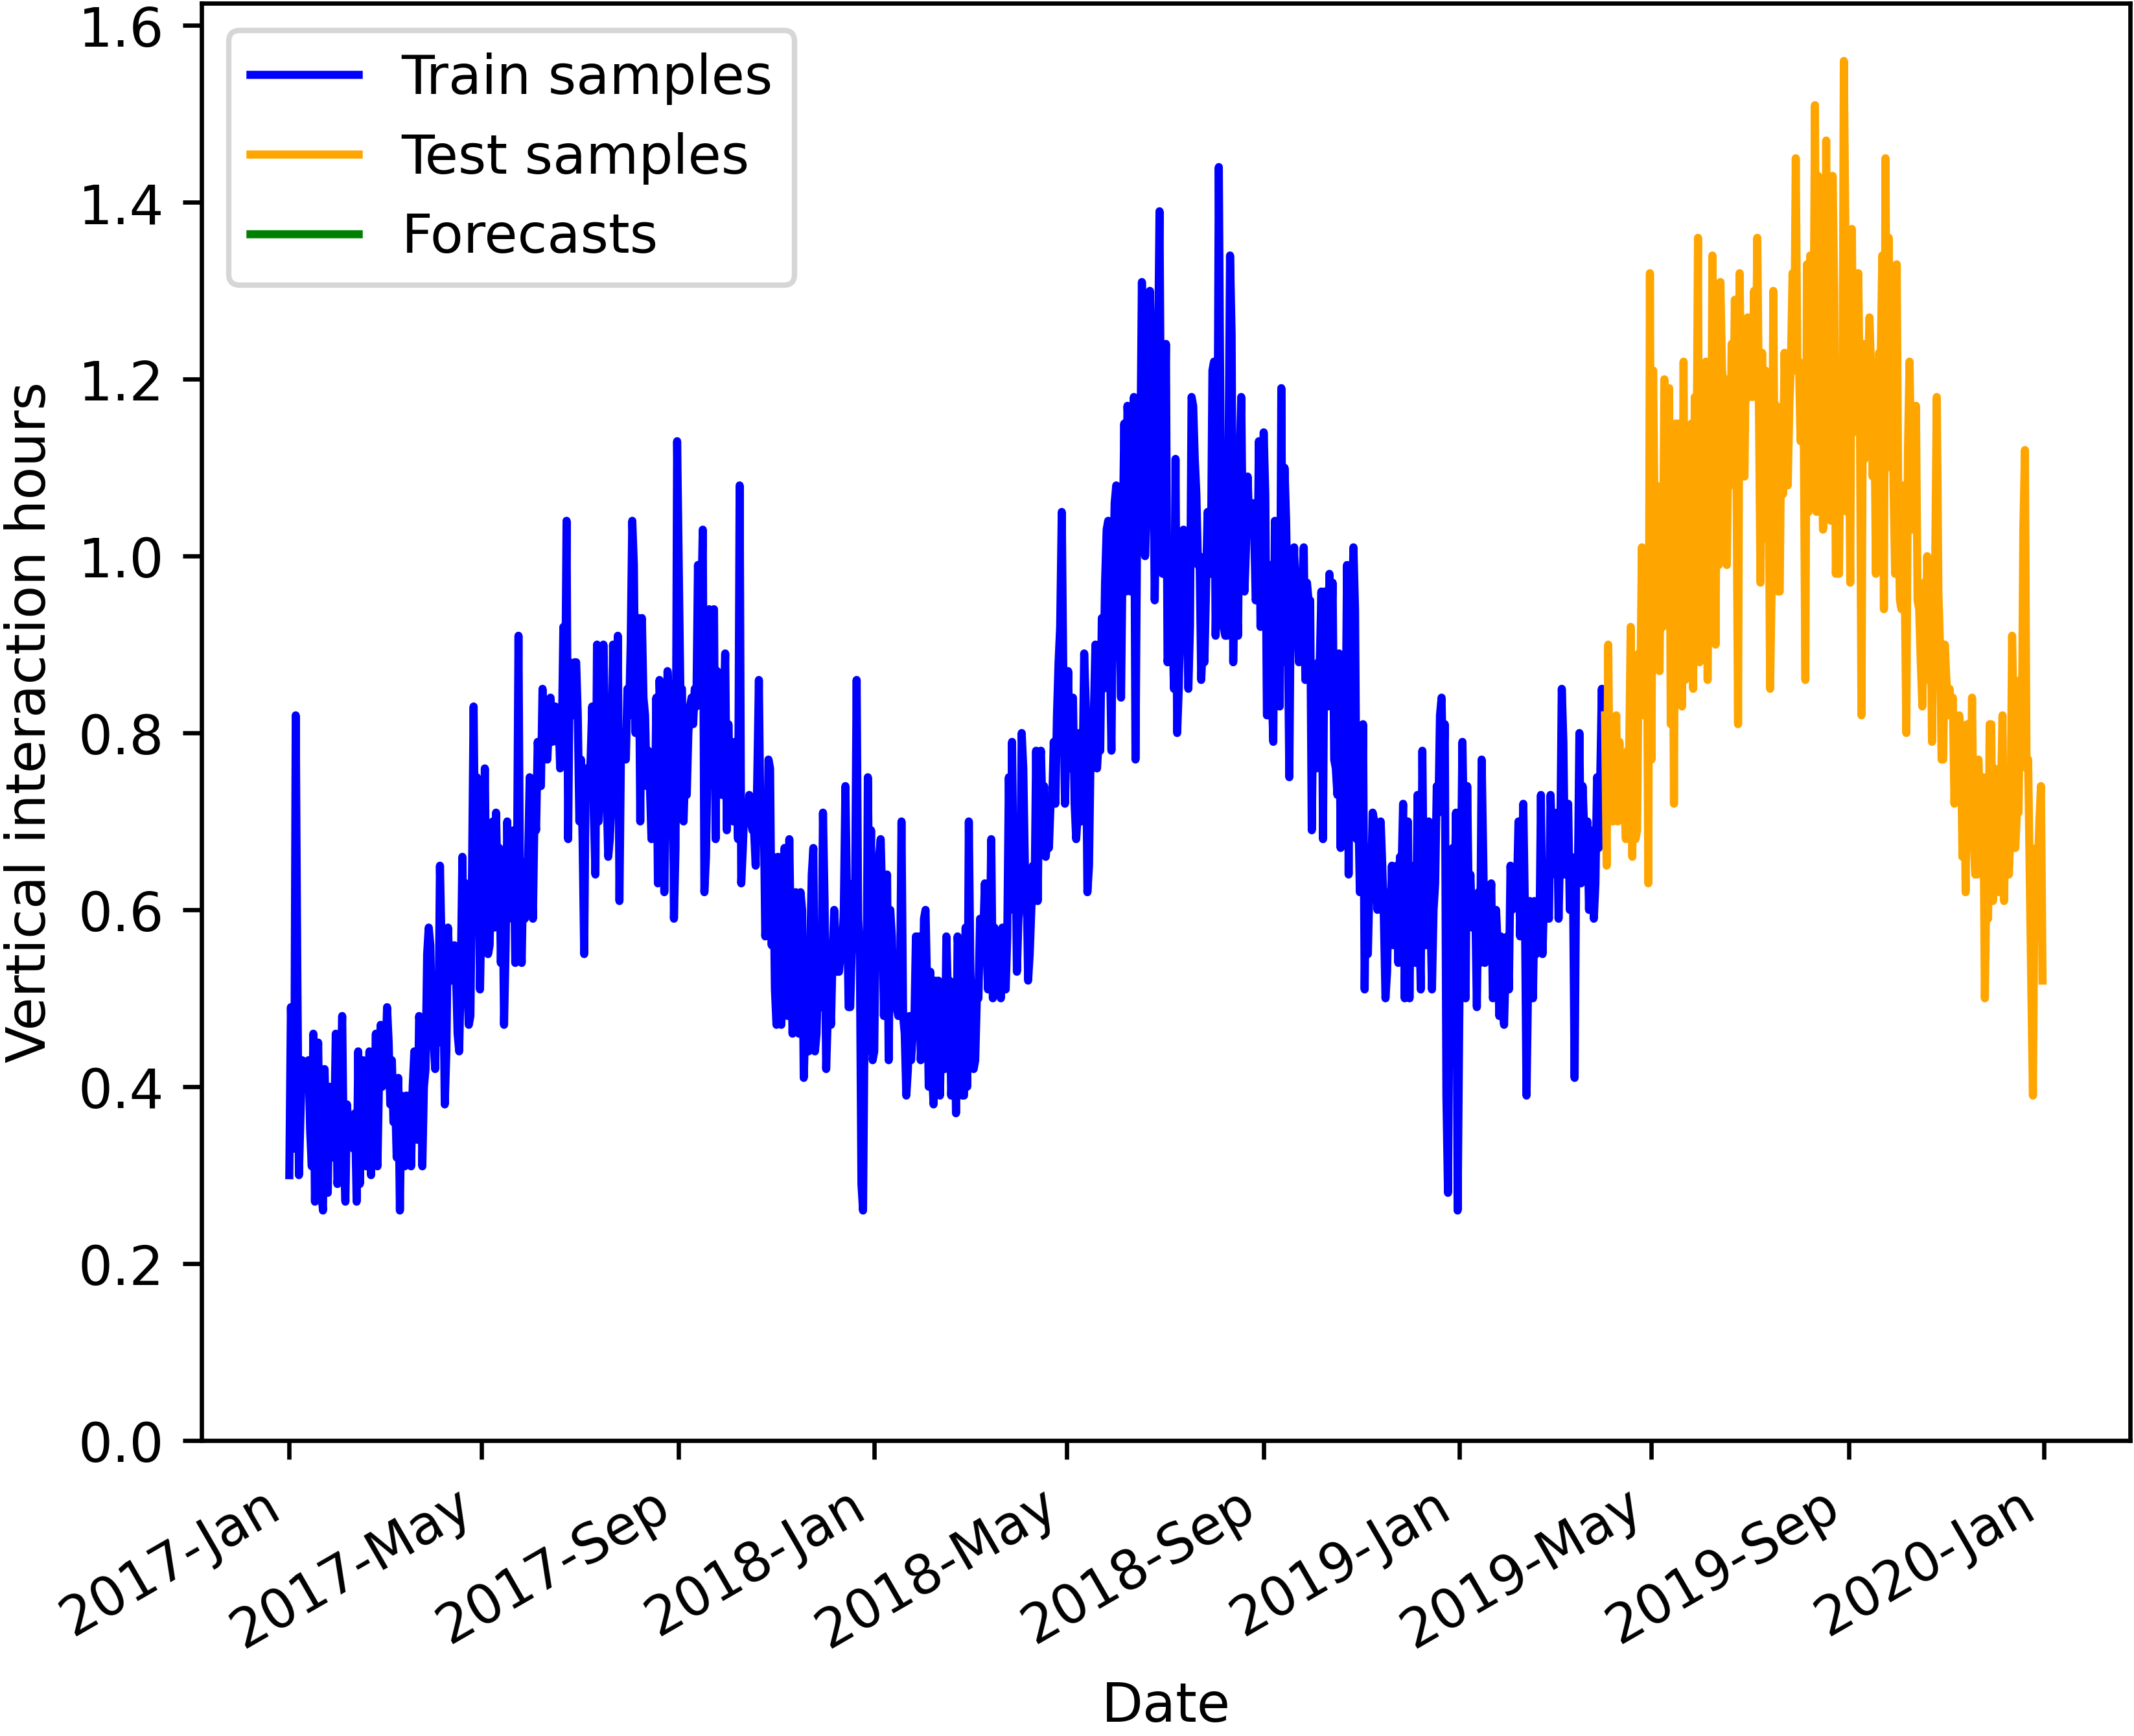 Train samples
Test samples
Forecasts
1.6
1.4
1.2
1.0
0.8
0.6
0.4
0.2
0.0
Vertical interaction hours
2017-Jan
2017-May
2017-Sep
2018-Jan
2018-May
2018-Sep
2019-Jan
2019-May
2019-Sep
2020-Jan
Date